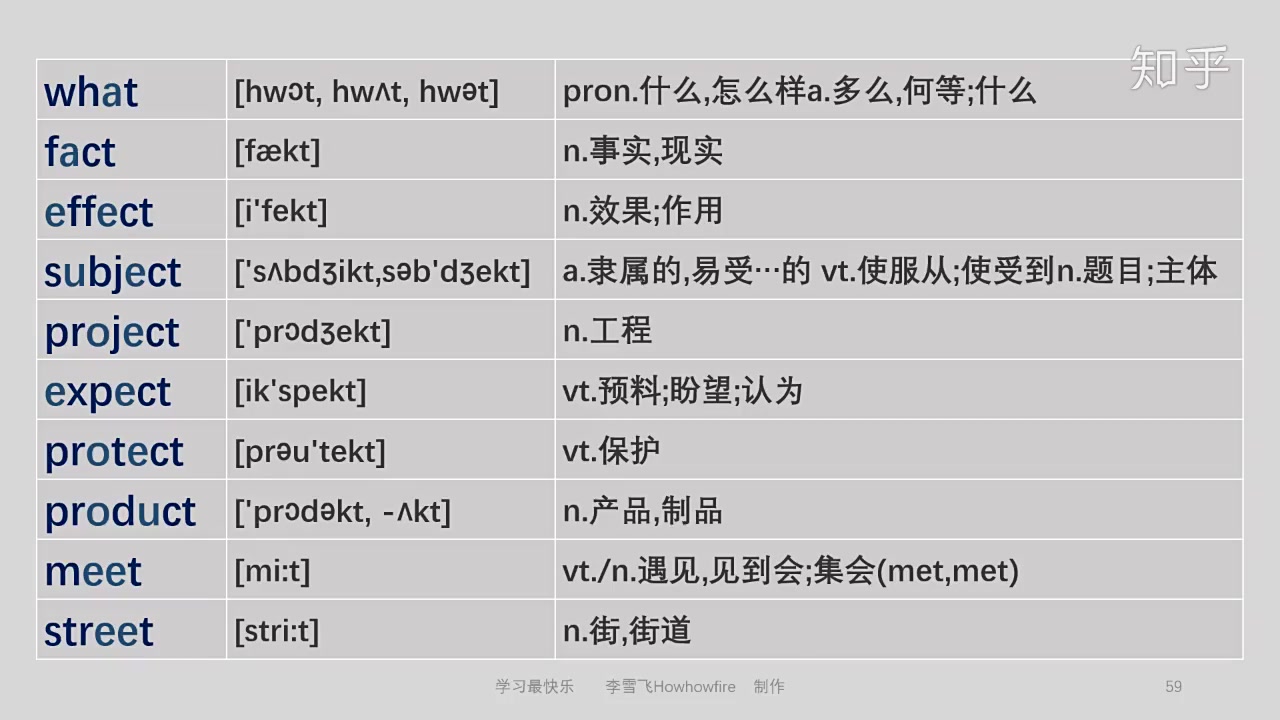 知乎
what [hwɔt, hwʌt, hwət] pron.什么,怎么样a.多么,何等;什么
fact [fækt] n.事实,现实
effect [i'fekt] n.效果;作用
subject ['sʌbdʒikt,səb'dʒekt] a.隶属的,易受…的 vt.使服从;使受到n.题目;主体
project ['prɔdʒekt] n.工程
expect [ik'spekt] vt.预料;盼望;认为
protect [prəu'tekt] vt.保护
product ['prɔdəkt, -ʌkt] n.产品,制品
meet [mi:t] vt./n.遇见,见到会;集会(met,met)
street [stri:t] n.街,街道
学习最快乐 李雪飞Howhowfire 制作 59